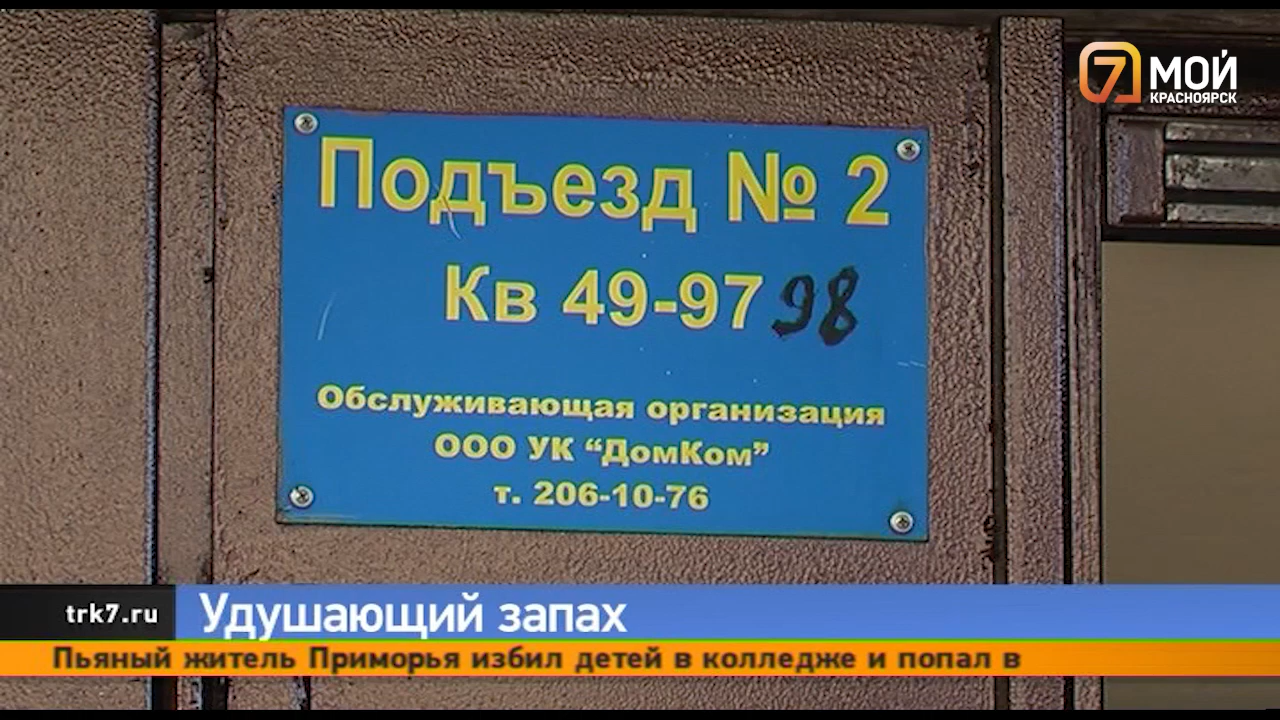 7 МОЙ
КРАСНОЯРСК
Подъезд № 2
Кв 49-97 98
Обслуживающая организация
ООО УК “ДомКом”
т. 206-10-76
trk7.ru Удушающий запах
Пьяный житель Приморья избил детей в колледже и попал в